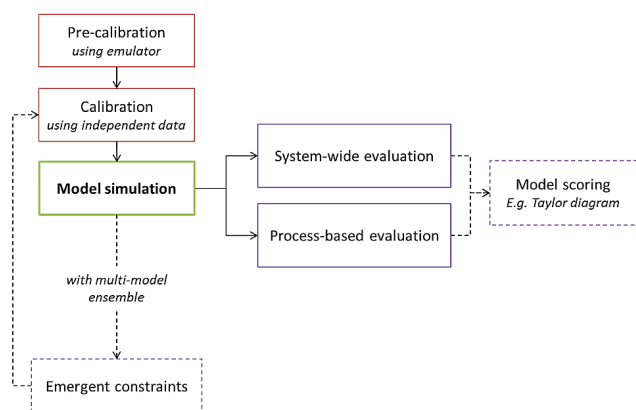 Pre-calibration
using emulator
Calibration
using independent data
Model simulation
System-wide evaluation
Process-based evaluation
Model scoring
E.g. Taylor diagram
with multi-model
ensemble
Emergent constraints